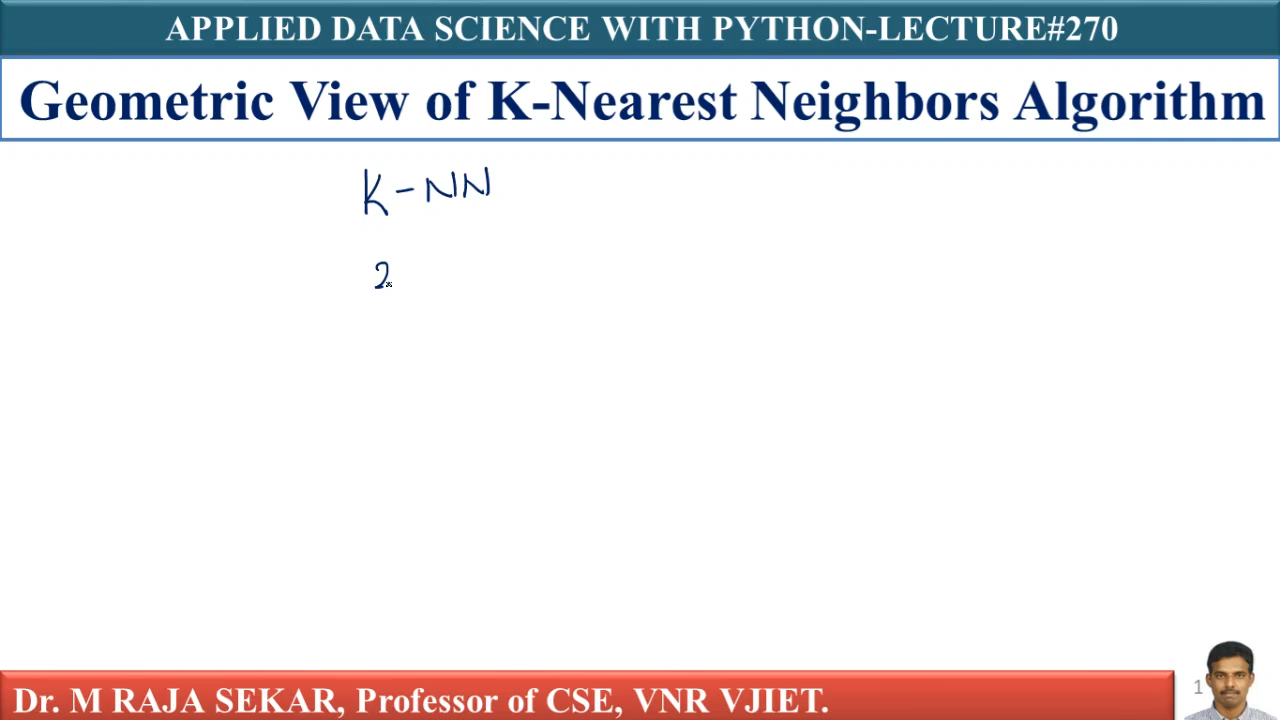 APPLIED DATA SCIENCE WITH PYTHON-LECTURE#270
Geometric View of K-Nearest Neighbors Algorithm
K-NN
2
Dr. M RAJA SEKAR, Professor of CSE, VNR VJIET.
1